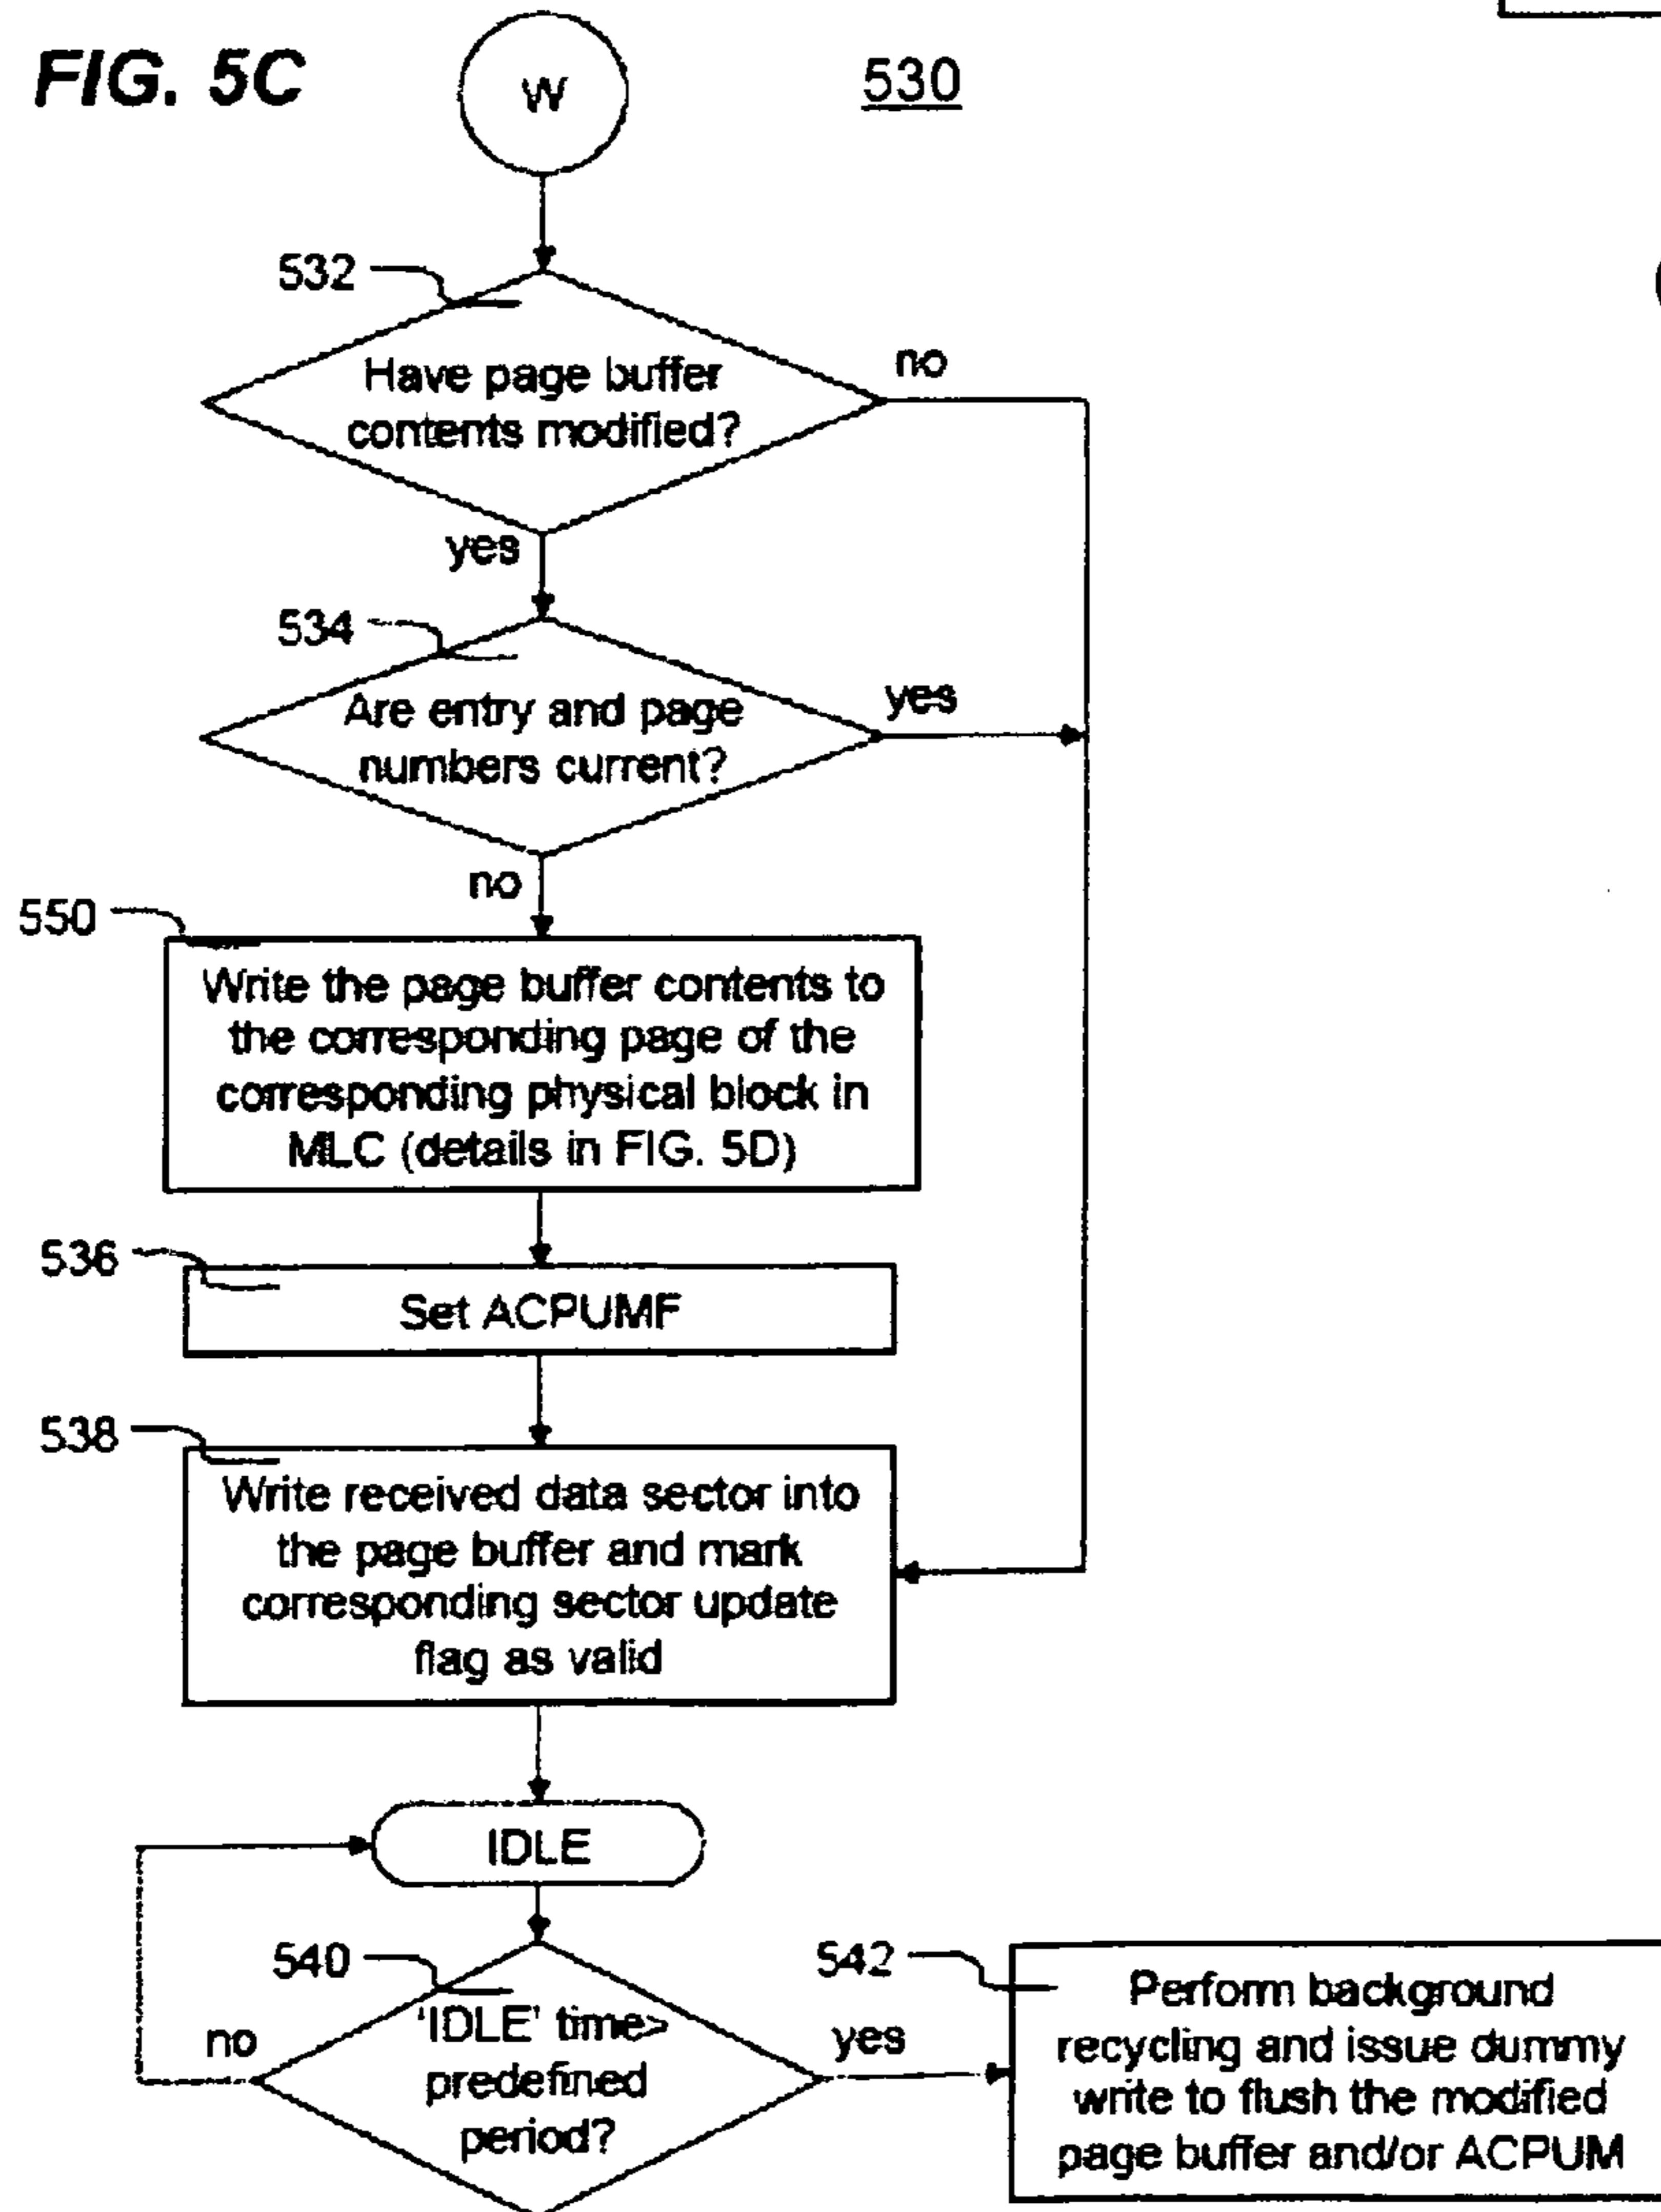 FIG. 5C
W
530
532
Have page buffer
contents modified?
no
yes
534
Are entry and page
numbers current?
yes
no
550
Write the page buffer contents to
the corresponding page of the
corresponding physical block in
MLC (details in FIG. 5D)
536
Set ACPUMF
538
Write received data sector into
the page buffer and mark
corresponding sector update
flag as valid
IDLE
540
'IDLE' time>
predefined
period?
no
yes
542
Perform background
recycling and issue dummy
write to flush the modified
page buffer and/or ACPUM